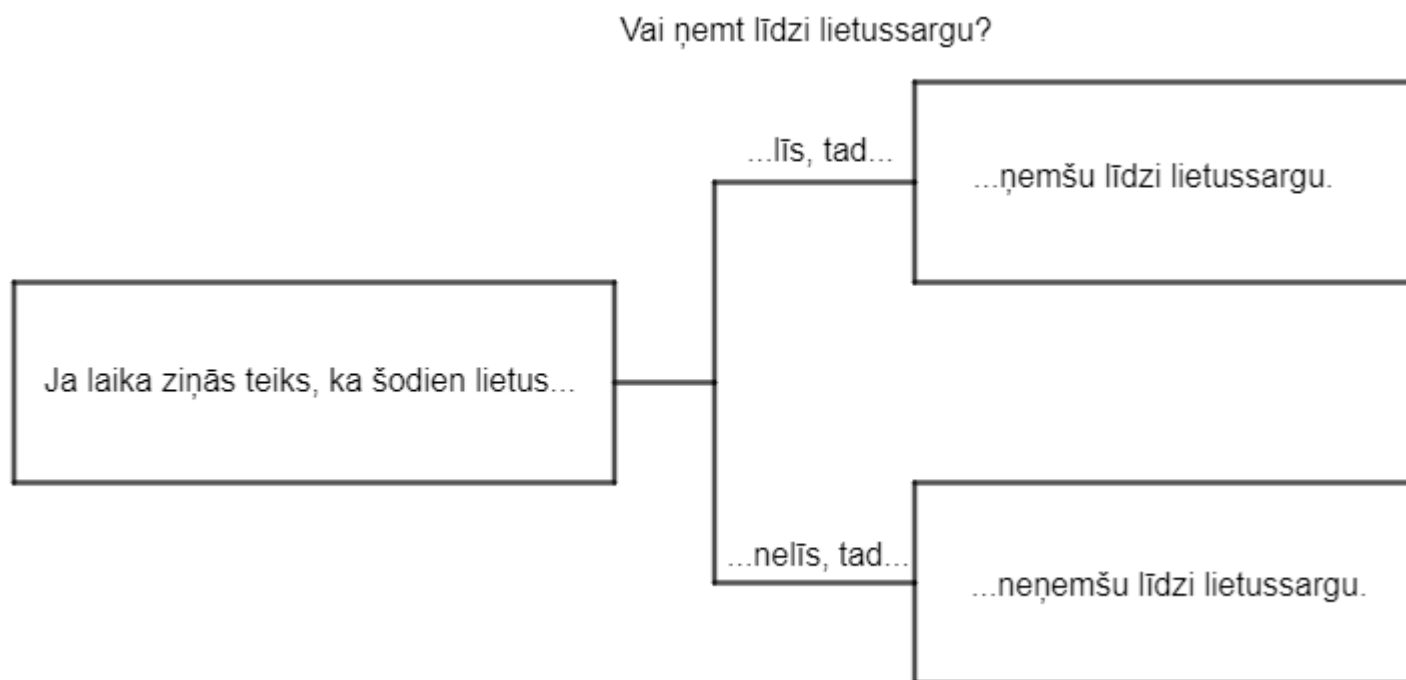 Vai ņemt līdzi lietussargu?
...līs, tad...
...ņemšu līdzi lietussargu.
Ja laika ziņās teiks, ka šodien lietus...
...nelīs, tad...
...neņemšu līdzi lietussargu.